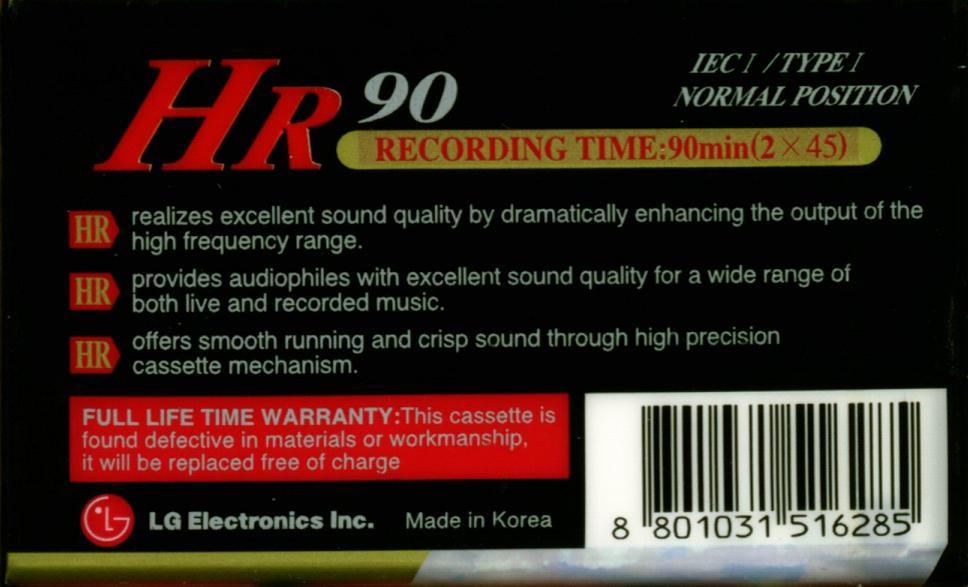 HR 90
IEC I / TYPE I
NORMAL POSITION
RECORDING TIME:90min(2 × 45)
HR realizes excellent sound quality by dramatically enhancing the output of the
high frequency range.
HR provides audiophiles with excellent sound quality for a wide range of
both live and recorded music.
HR offers smooth running and crisp sound through high precision
cassette mechanism.
FULL LIFE TIME WARRANTY:This cassette is
found defective in materials or workmanship,
it will be replaced free of charge
LG LG Electronics Inc. Made in Korea
8 801031 516285